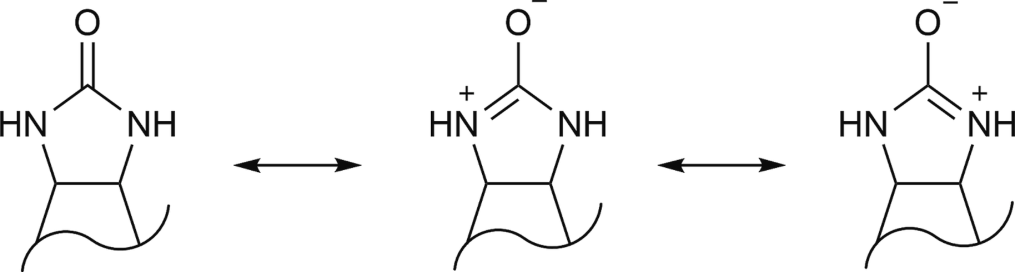 O O− O−
HN NH HN+ NH HN NH+